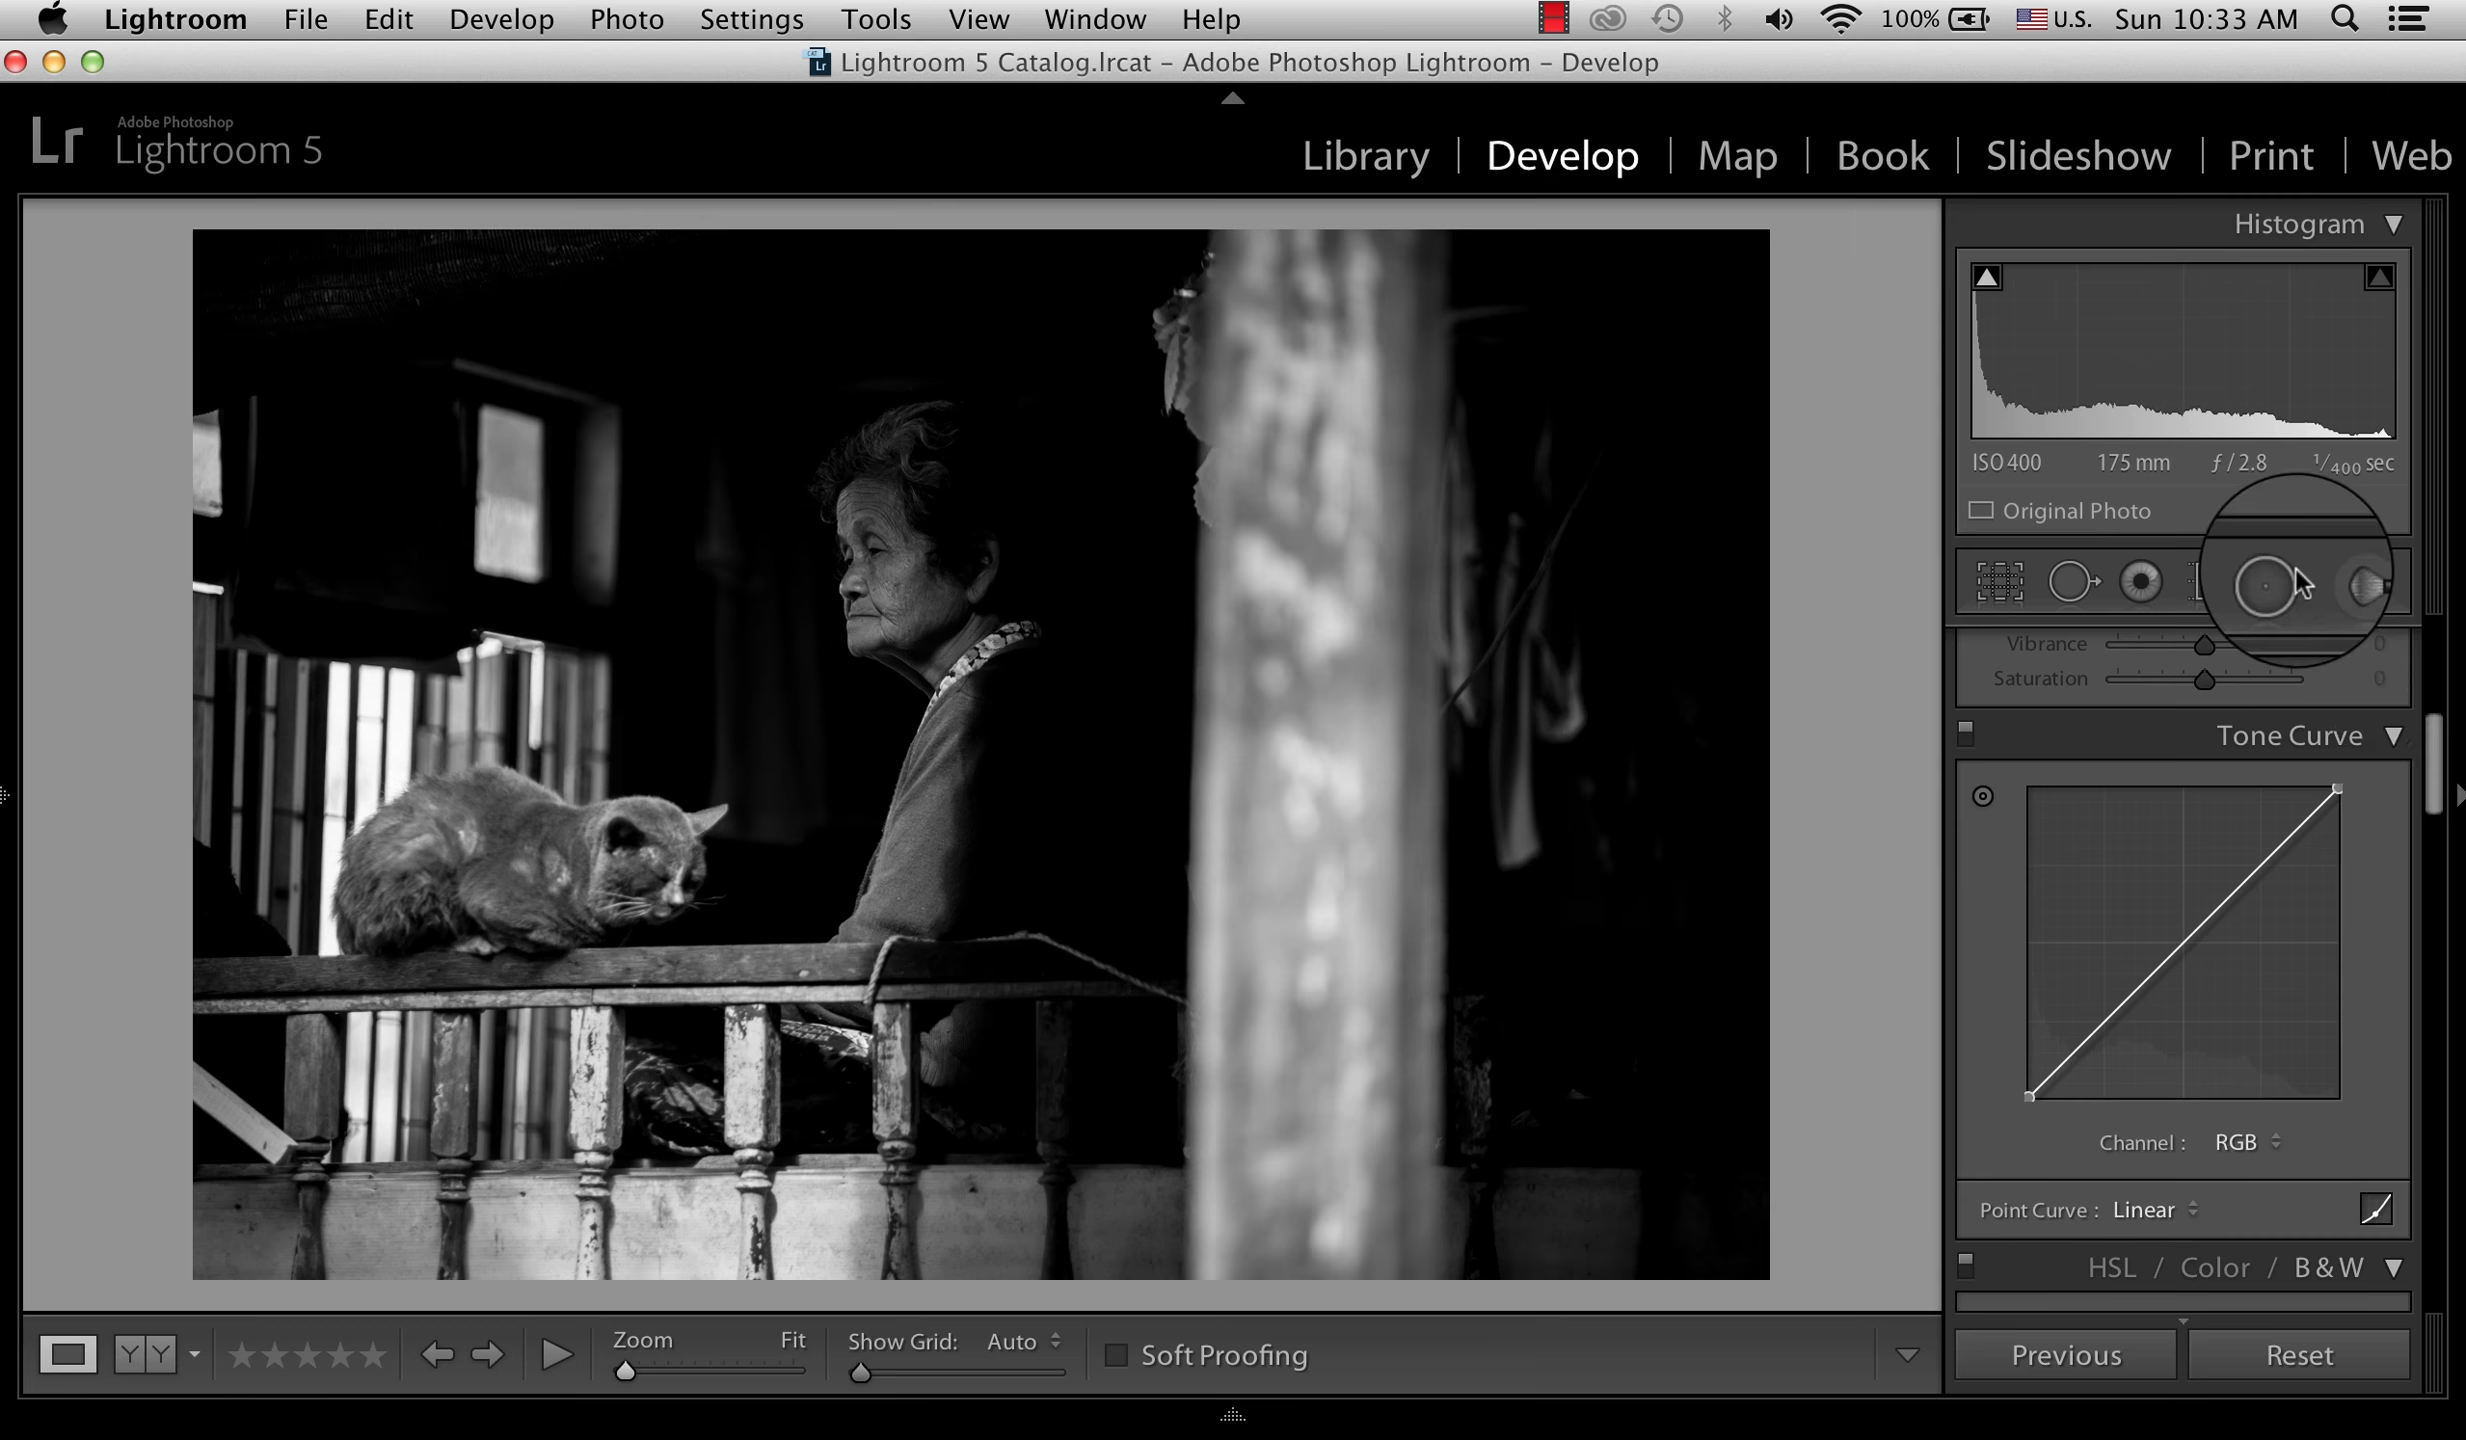 Lightroom File Edit Develop Photo Settings Tools View Window Help 100% U.S. Sun 10:33 AM
Lightroom 5 Catalog.lrcat – Adobe Photoshop Lightroom – Develop
Lr Adobe Photoshop
Lightroom 5
Library | Develop | Map | Book | Slideshow | Print | Web
Histogram
ISO 400 175 mm ƒ / 2.8 1/400 sec
Original Photo
Vibrance 0
Saturation 0
Tone Curve
Channel : RGB
Point Curve : Linear
HSL / Color / B & W
Y Y Zoom Fit Show Grid: Auto Soft Proofing
Previous Reset